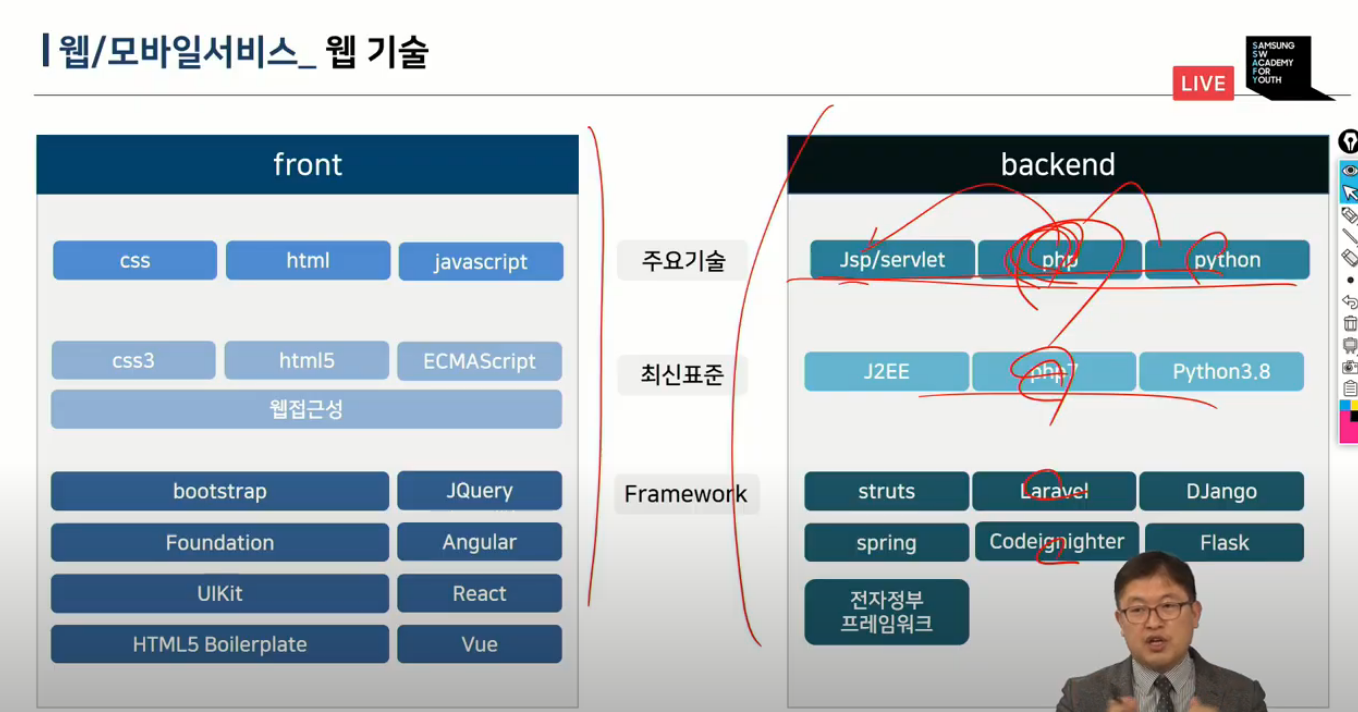 웹/모바일서비스_ 웹 기술
LIVE
SAMSUNG
SW
ACADEMY
FOR
YOUTH
front
backend
css html javascript
주요기술
Jsp/servlet php python
css3 html5 ECMAScript
웹접근성
최신표준
J2EE php7 Python3.8
bootstrap JQuery
Foundation Angular
UIKit React
HTML5 Boilerplate Vue
Framework
struts Laravel DJango
spring Codeignighter Flask
전자정부
프레임워크